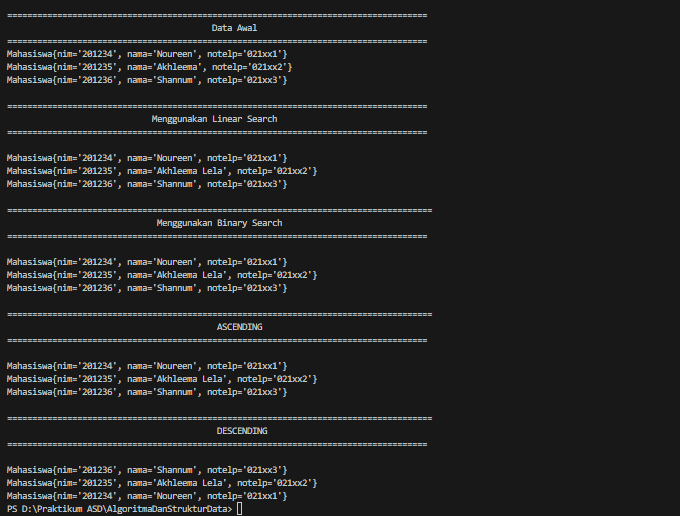 ====================================================================================
Data Awal
====================================================================================
Mahasiswa{nim='201234', nama='Noureen', notelp='021xx1'}
Mahasiswa{nim='201235', nama='Akhleema', notelp='021xx2'}
Mahasiswa{nim='201236', nama='Shannum', notelp='021xx3'}
====================================================================================
Menggunakan Linear Search
====================================================================================
Mahasiswa{nim='201234', nama='Noureen', notelp='021xx1'}
Mahasiswa{nim='201235', nama='Akhleema Lela', notelp='021xx2'}
Mahasiswa{nim='201236', nama='Shannum', notelp='021xx3'}
=====================================================================================
Menggunakan Binary Search
====================================================================================
Mahasiswa{nim='201234', nama='Noureen', notelp='021xx1'}
Mahasiswa{nim='201235', nama='Akhleema Lela', notelp='021xx2'}
Mahasiswa{nim='201236', nama='Shannum', notelp='021xx3'}
=====================================================================================
ASCENDING
====================================================================================
Mahasiswa{nim='201234', nama='Noureen', notelp='021xx1'}
Mahasiswa{nim='201235', nama='Akhleema Lela', notelp='021xx2'}
Mahasiswa{nim='201236', nama='Shannum', notelp='021xx3'}
=====================================================================================
DESCENDING
====================================================================================
Mahasiswa{nim='201236', nama='Shannum', notelp='021xx3'}
Mahasiswa{nim='201235', nama='Akhleema Lela', notelp='021xx2'}
Mahasiswa{nim='201234', nama='Noureen', notelp='021xx1'}
PS D:\Praktikum ASD\AlgoritmaDanStrukturData>